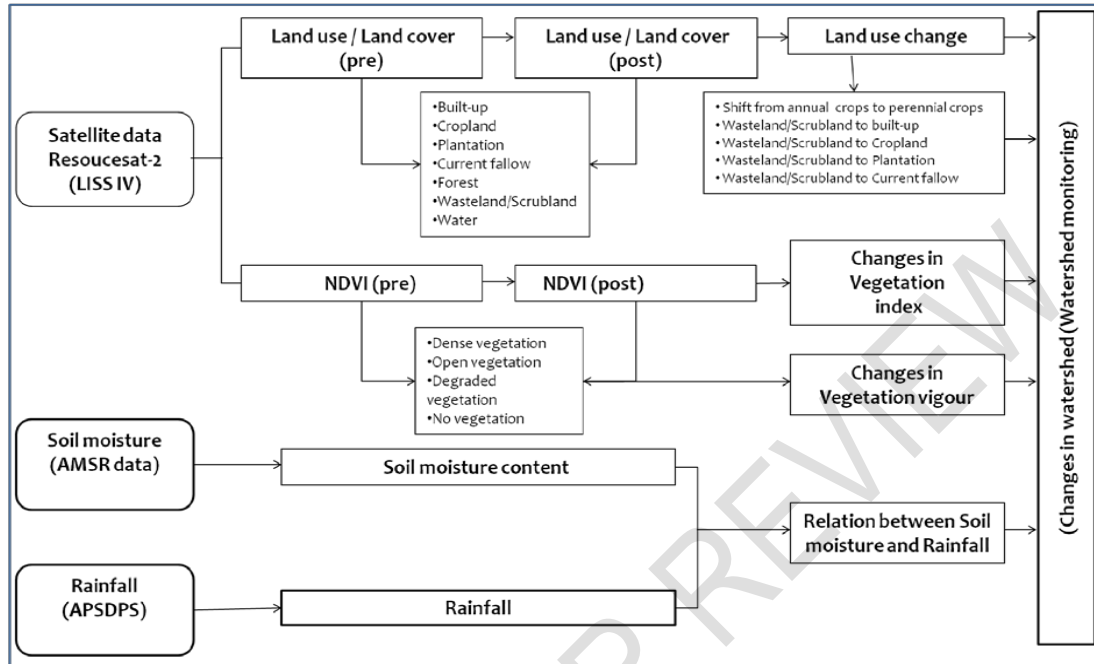 Satellite data
Resoucesat-2
(LISS IV)
Land use / Land cover
(pre)
Land use / Land cover
(post)
Land use change
•Built-up
•Cropland
•Plantation
•Current fallow
•Forest
•Wasteland/Scrubland
•Water
•Shift from annual crops to perennial crops
•Wasteland/Scrubland to built-up
•Wasteland/Scrubland to Cropland
•Wasteland/Scrubland to Plantation
•Wasteland/Scrubland to Current fallow
NDVI (pre)
NDVI (post)
Changes in
Vegetation
index
•Dense vegetation
•Open vegetation
•Degraded
vegetation
•No vegetation
Changes in
Vegetation vigour
Soil moisture
(AMSR data)
Soil moisture content
Relation between Soil
moisture and Rainfall
Rainfall
(APSDPS)
Rainfall
(Changes in watershed (Watershed monitoring)
PREVIEW